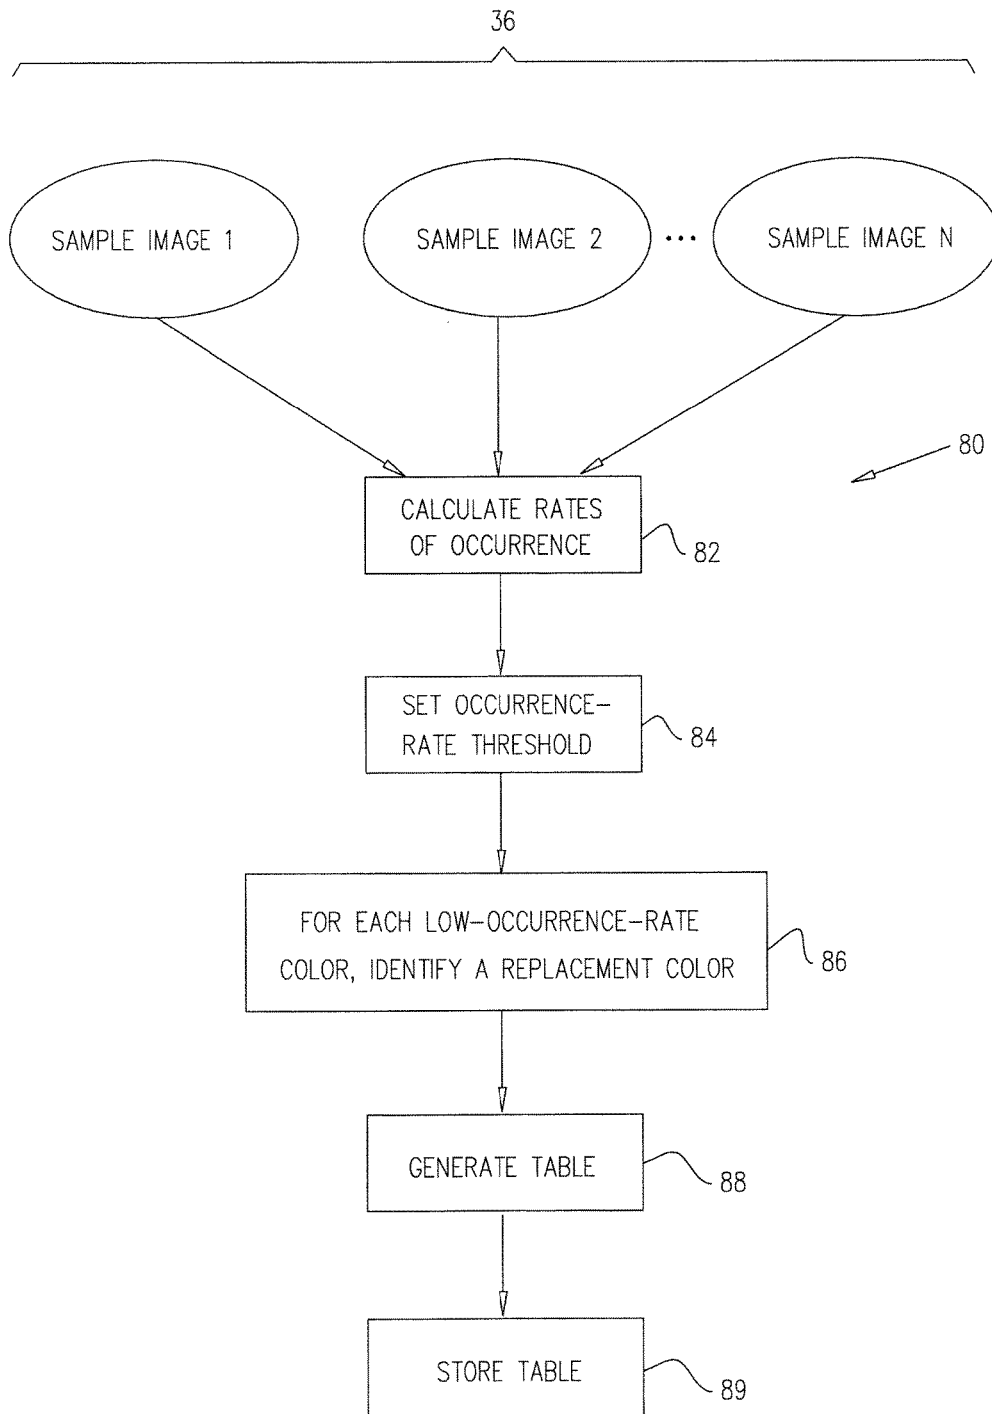 36
SAMPLE IMAGE 1
SAMPLE IMAGE 2
...
SAMPLE IMAGE N
80
CALCULATE RATES
OF OCCURRENCE
82
SET OCCURRENCE-
RATE THRESHOLD
84
FOR EACH LOW-OCCURRENCE-RATE
COLOR, IDENTIFY A REPLACEMENT COLOR
86
GENERATE TABLE
88
STORE TABLE
89